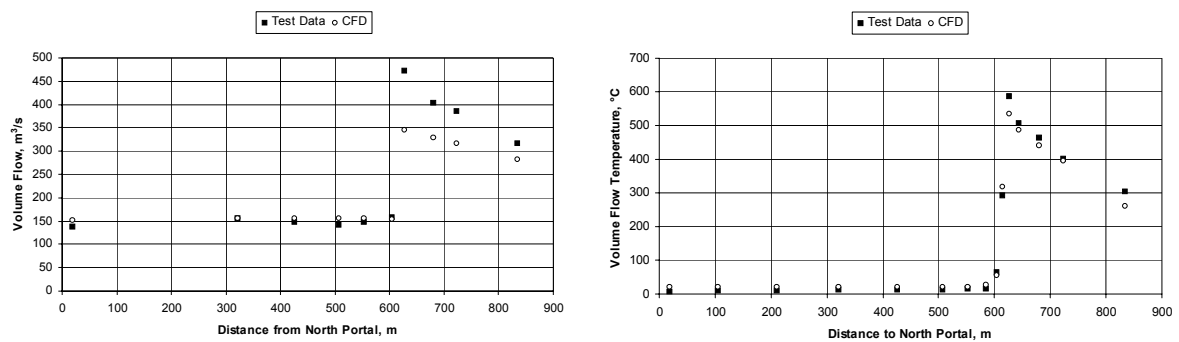 Test Data CFD
500
450
400
350
300
250
200
150
100
50
0
Volume Flow, m³/s
0 100 200 300 400 500 600 700 800 900
Distance from North Portal, m
Test Data CFD
700
600
500
400
300
200
100
0
Volume Flow Temperature, °C
0 100 200 300 400 500 600 700 800 900
Distance to North Portal, m